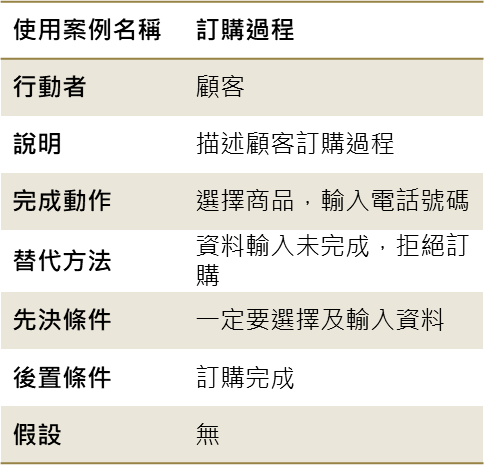 使用案例名稱 訂購過程
行動者 顧客
說明 描述顧客訂購過程
完成動作 選擇商品，輸入電話號碼
替代方法 資料輸入未完成，拒絕訂
購
先決條件 一定要選擇及輸入資料
後置條件 訂購完成
假設 無